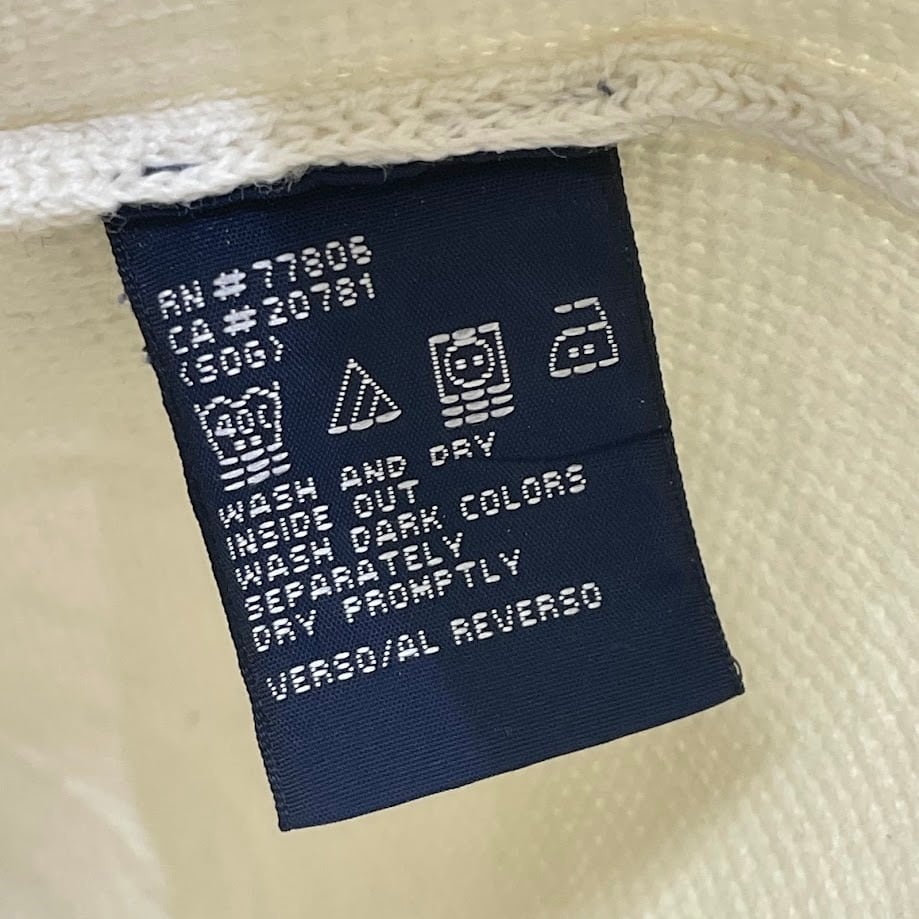 RN #77806
CA #20781
(SOG)
40C
WASH AND DRY
INSIDE OUT
WASH DARK COLORS
SEPARATELY
DRY PROMPTLY
VERSO/AL REVERSO